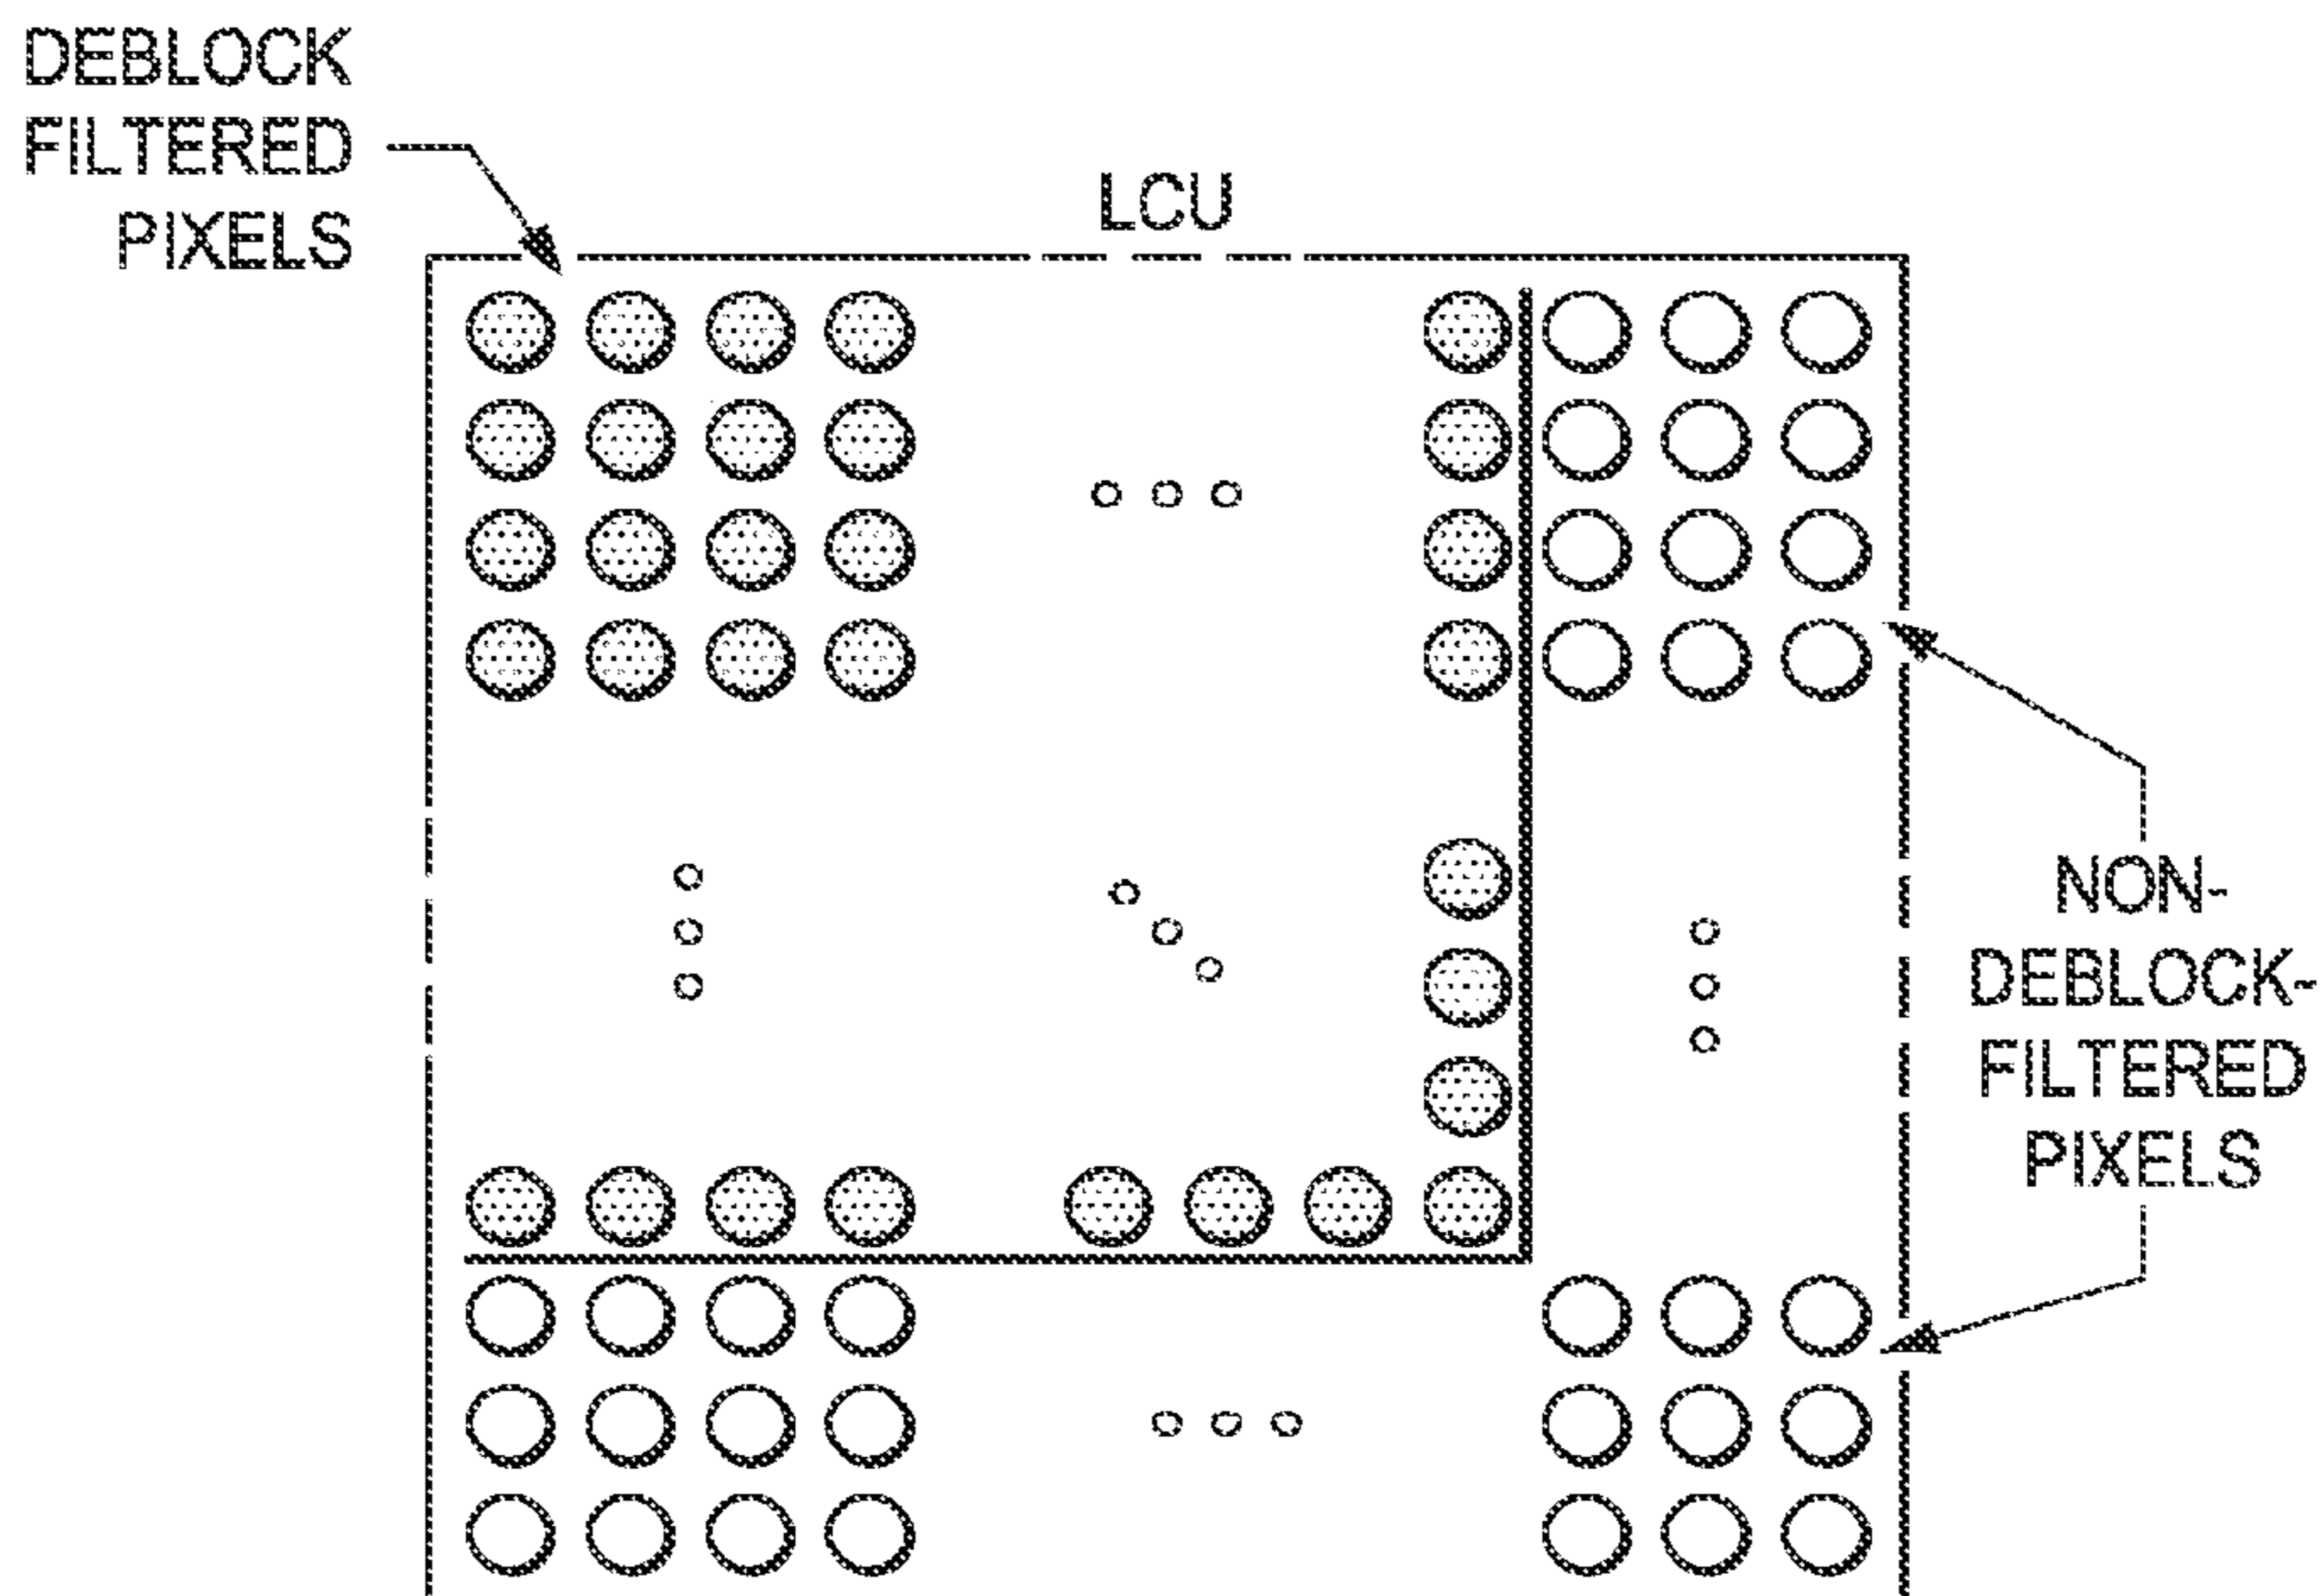 DEBLOCK
FILTERED
PIXELS
LCU
NON-
DEBLOCK-
FILTERED
PIXELS